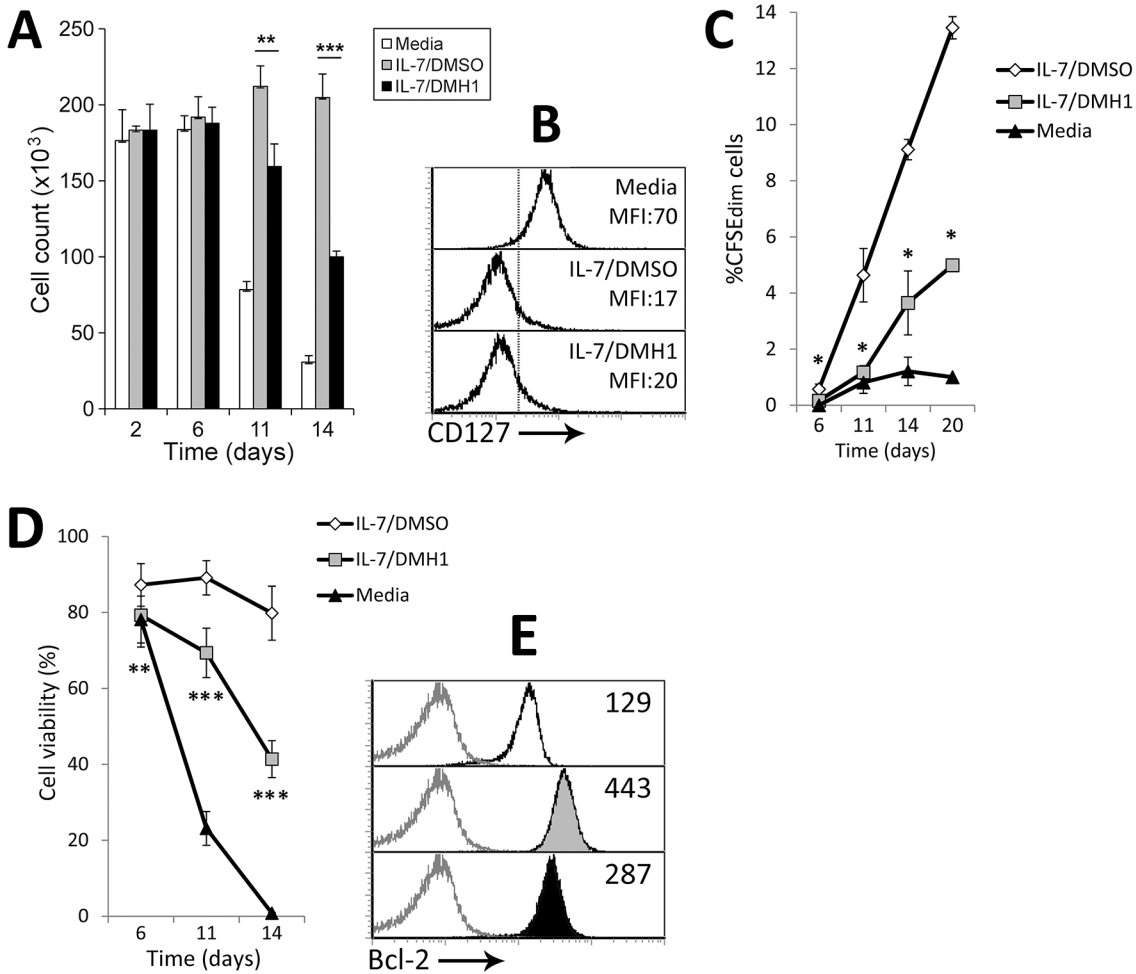 A
250
200
150
100
50
0
Cell count (x10³)
** ***
2 6 11 14
Time (days)
Media
IL-7/DMSO
IL-7/DMH1
B
Media
MFI:70
IL-7/DMSO
MFI:17
IL-7/DMH1
MFI:20
CD127
C
14
12
10
8
6
4
2
0
%CFSEdim cells
* * * *
6 11 14 20
Time (days)
IL-7/DMSO
IL-7/DMH1
Media
D
100
80
60
40
20
0
Cell viability (%)
** *** ***
6 11 14
Time (days)
IL-7/DMSO
IL-7/DMH1
Media
E
129
443
287
Bcl-2